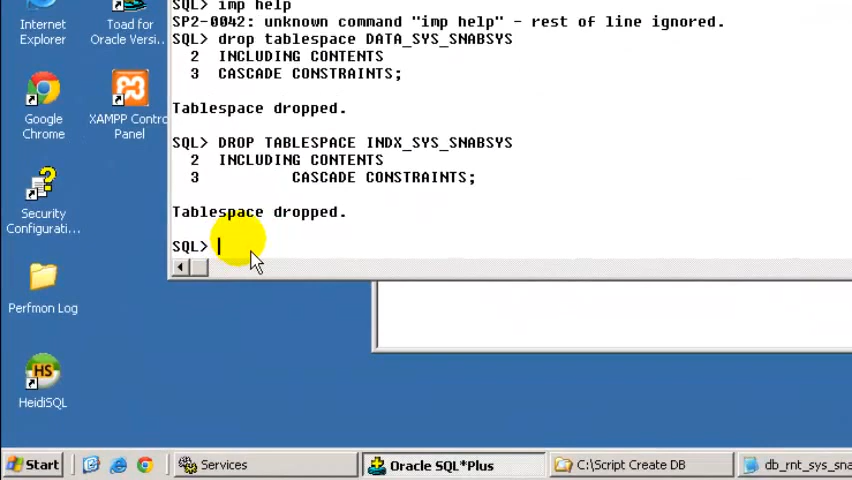 Internet
Explorer
Toad for
Oracle Versi...
Google
Chrome
XAMPP Control
Panel
Security
Configurati...
Perfmon Log
HS
HeidiSQL
SQL> imp help
SP2-0042: unknown command "imp help" - rest of line ignored.
SQL> drop tablespace DATA_SYS_SNABSYS
2 INCLUDING CONTENTS
3 CASCADE CONSTRAINTS;
Tablespace dropped.
SQL> DROP TABLESPACE INDX_SYS_SNABSYS
2 INCLUDING CONTENTS
3 CASCADE CONSTRAINTS;
Tablespace dropped.
SQL>
Start
Services
Oracle SQL*Plus
C:\Script Create DB
db_rnt_sys_sna